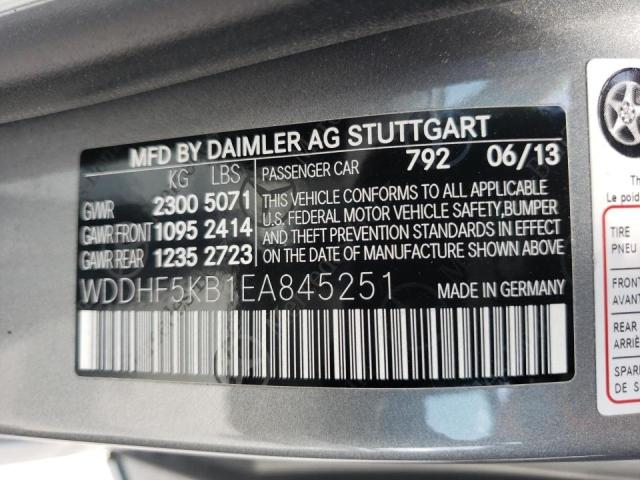 MFD BY DAIMLER AG STUTTGART
KG LBS PASSENGER CAR 792 06/13
GVWR 2300 5071
GAWR FRONT 1095 2414
GAWR REAR 1235 2723
THIS VEHICLE CONFORMS TO ALL APPLICABLE
U.S. FEDERAL MOTOR VEHICLE SAFETY, BUMPER
AND THEFT PREVENTION STANDARDS IN EFFECT
ON THE DATE OF MANUFACTURE SHOWN ABOVE.
WDDHF5KB1EA845251 MADE IN GERMANY
Le poid
TIRE
PNEU
FRONT
AVANT
REAR
ARRIÈ
SPAR
DE S